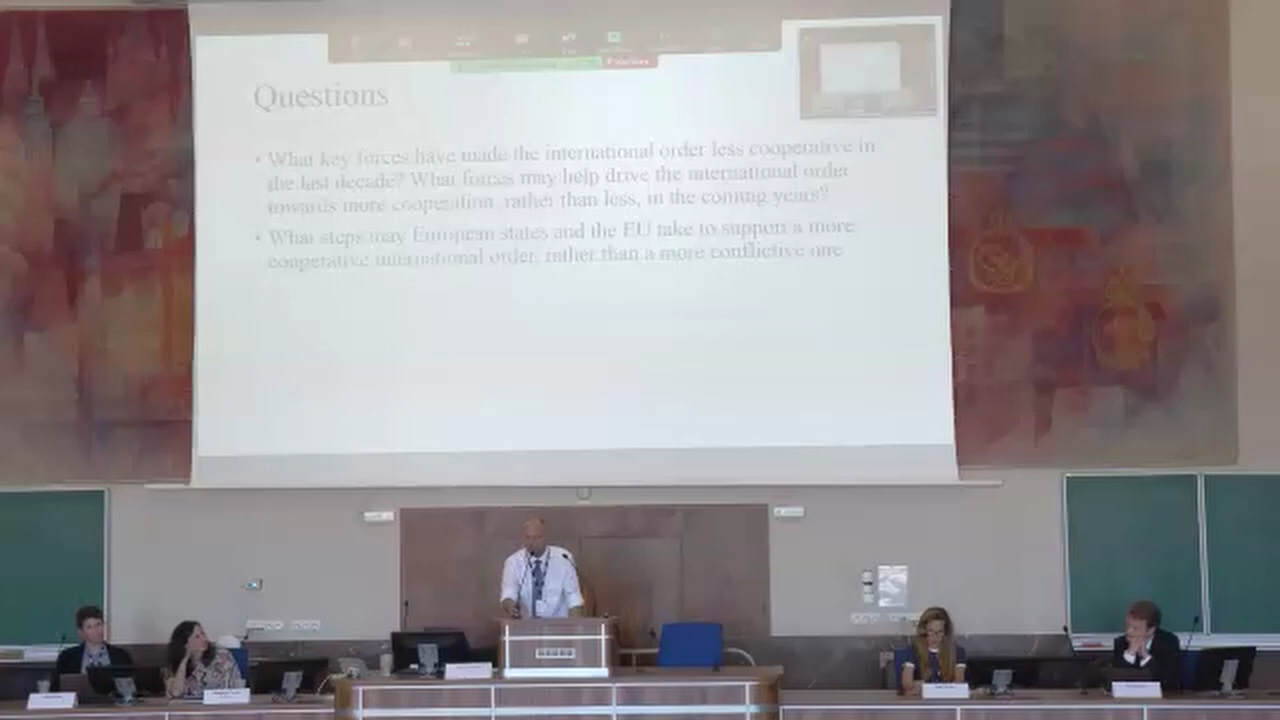 Questions
• What key forces have made the international order less cooperative in
the last decade? What forces may help drive the international order
towards more cooperation, rather than less, in the coming years?
• What steps may European states and the EU take to support a more
cooperative international order, rather than a more conflictive one